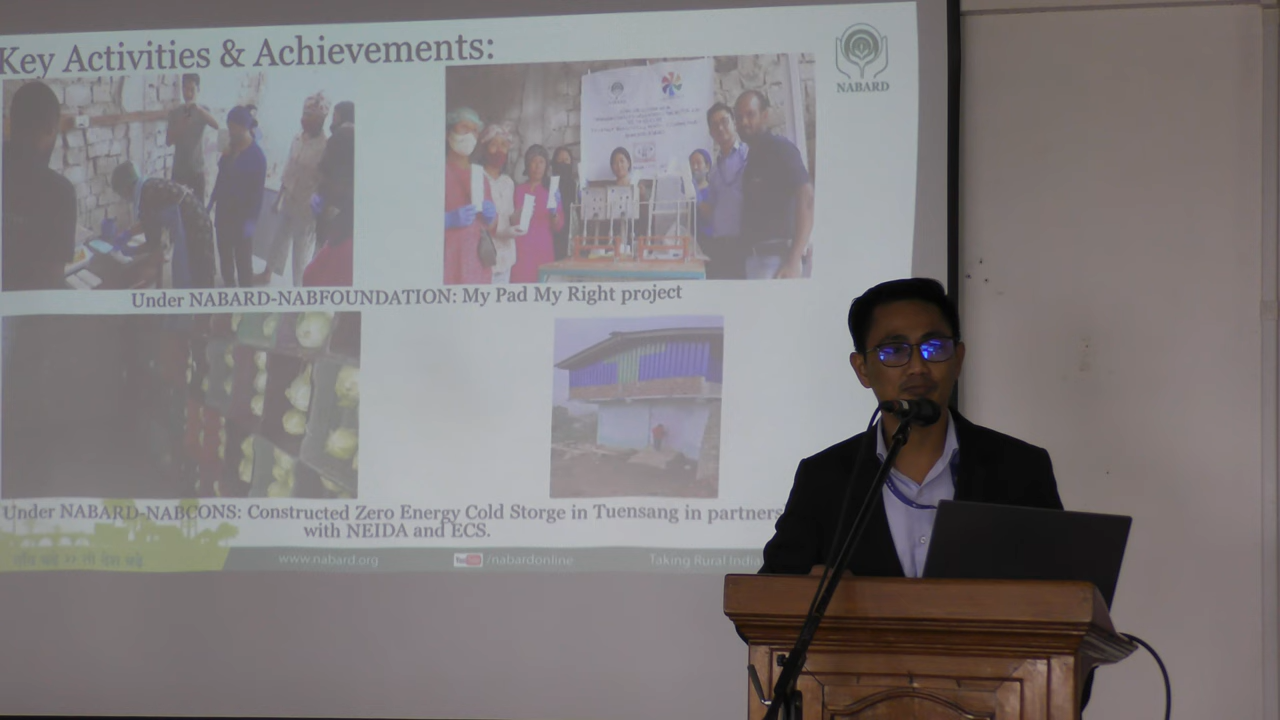 Key Activities & Achievements:
NABARD
Under NABARD-NABFOUNDATION: My Pad My Right project
Under NABARD-NABCONS: Constructed Zero Energy Cold Storge in Tuensang in partners
with NEIDA and ECS.
www.nabard.org
/nabardonline
Taking Rural India